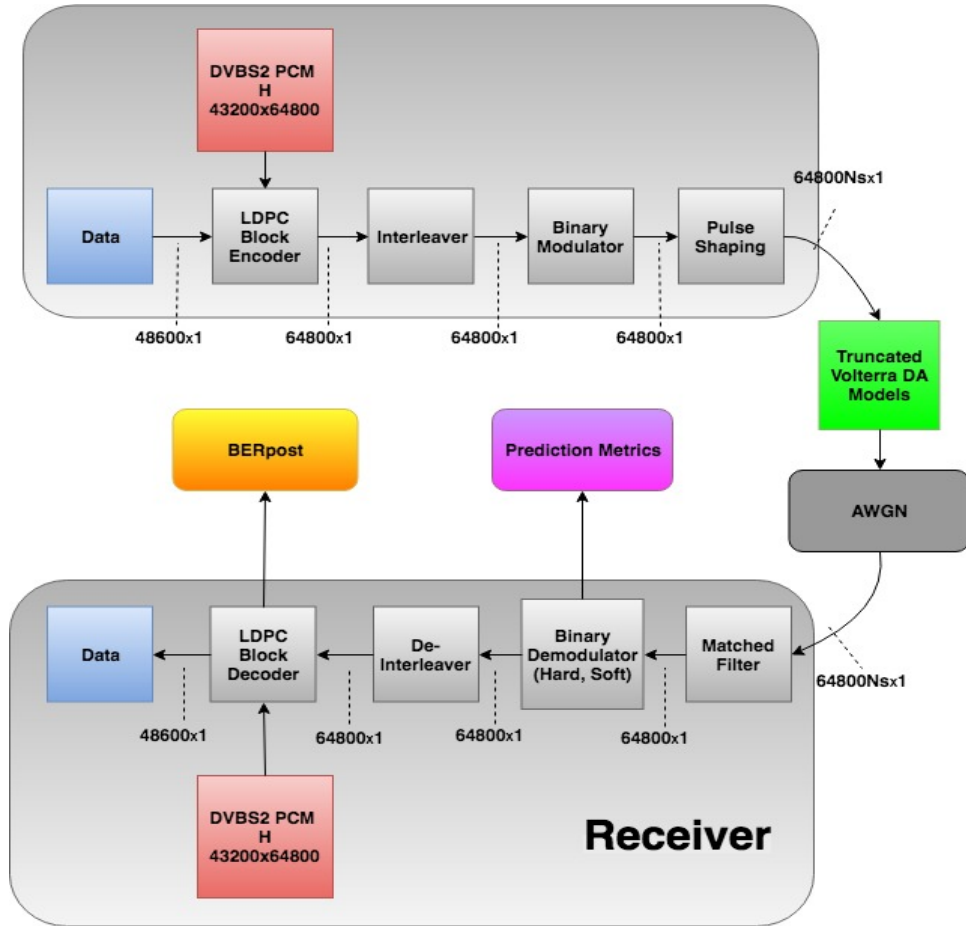 DVBS2 PCM
H
43200x64800
64800Nsx1
Data
LDPC
Block
Encoder
Interleaver
Binary
Modulator
Pulse
Shaping
48600x1
64800x1
64800x1
64800x1
Truncated
Volterra DA
Models
BERpost
Prediction Metrics
AWGN
Data
LDPC
Block
Decoder
De-
Interleaver
Binary
Demodulator
(Hard, Soft)
Matched
Filter
64800Nsx1
48600x1
64800x1
64800x1
64800x1
DVBS2 PCM
H
43200x64800
Receiver